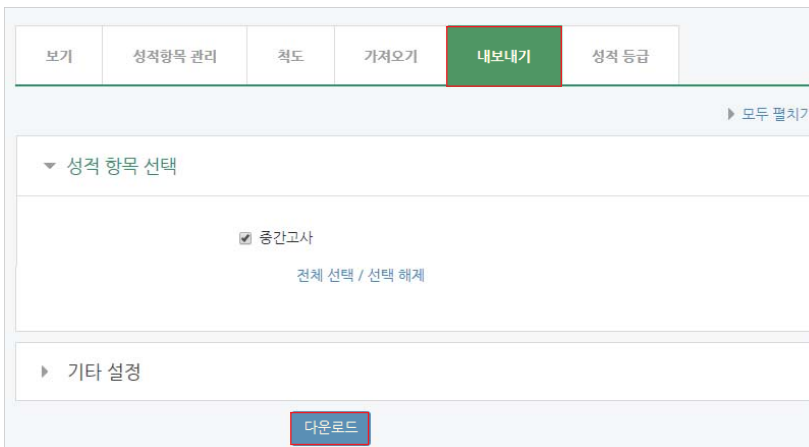 보기 성적항목 관리 척도 가져오기 내보내기 성적 등급
모두 펼치기
성적 항목 선택
중간고사
전체 선택 / 선택 해제
기타 설정
다운로드